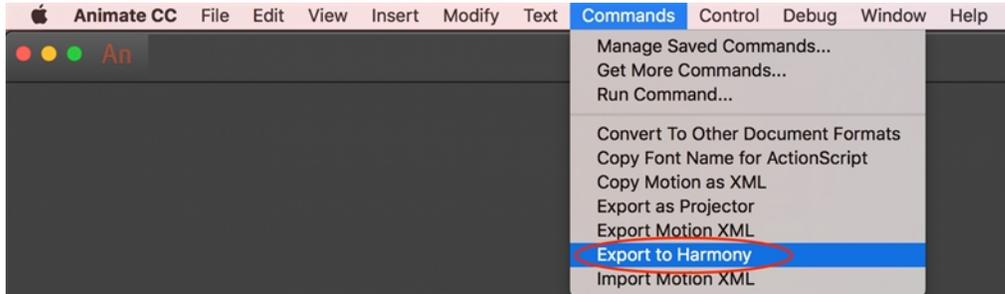 Animate CC File Edit View Insert Modify Text Commands Control Debug Window Help
An
Manage Saved Commands...
Get More Commands...
Run Command...
Convert To Other Document Formats
Copy Font Name for ActionScript
Copy Motion as XML
Export as Projector
Export Motion XML
Export to Harmony
Import Motion XML